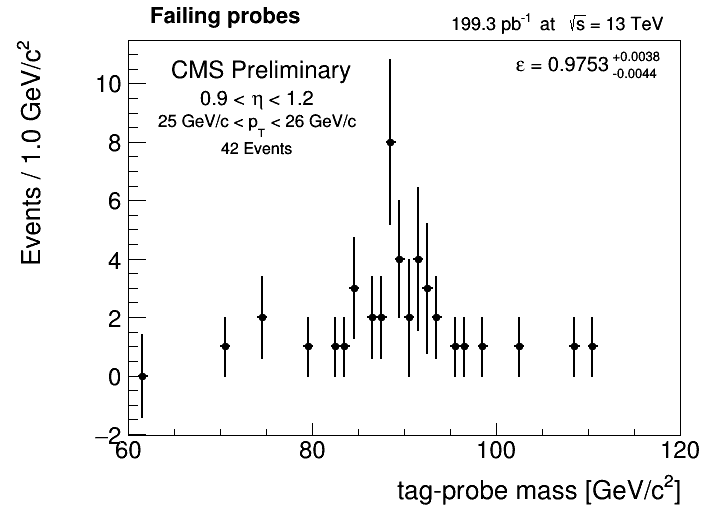 Failing probes
199.3 pb⁻¹ at √s = 13 TeV
CMS Preliminary
0.9 < η < 1.2
25 GeV/c < p_T < 26 GeV/c
42 Events
ε = 0.9753 +0.0038 -0.0044
Events / 1.0 GeV/c²
10
8
6
4
2
0
−2
60 80 100 120
tag-probe mass [GeV/c²]